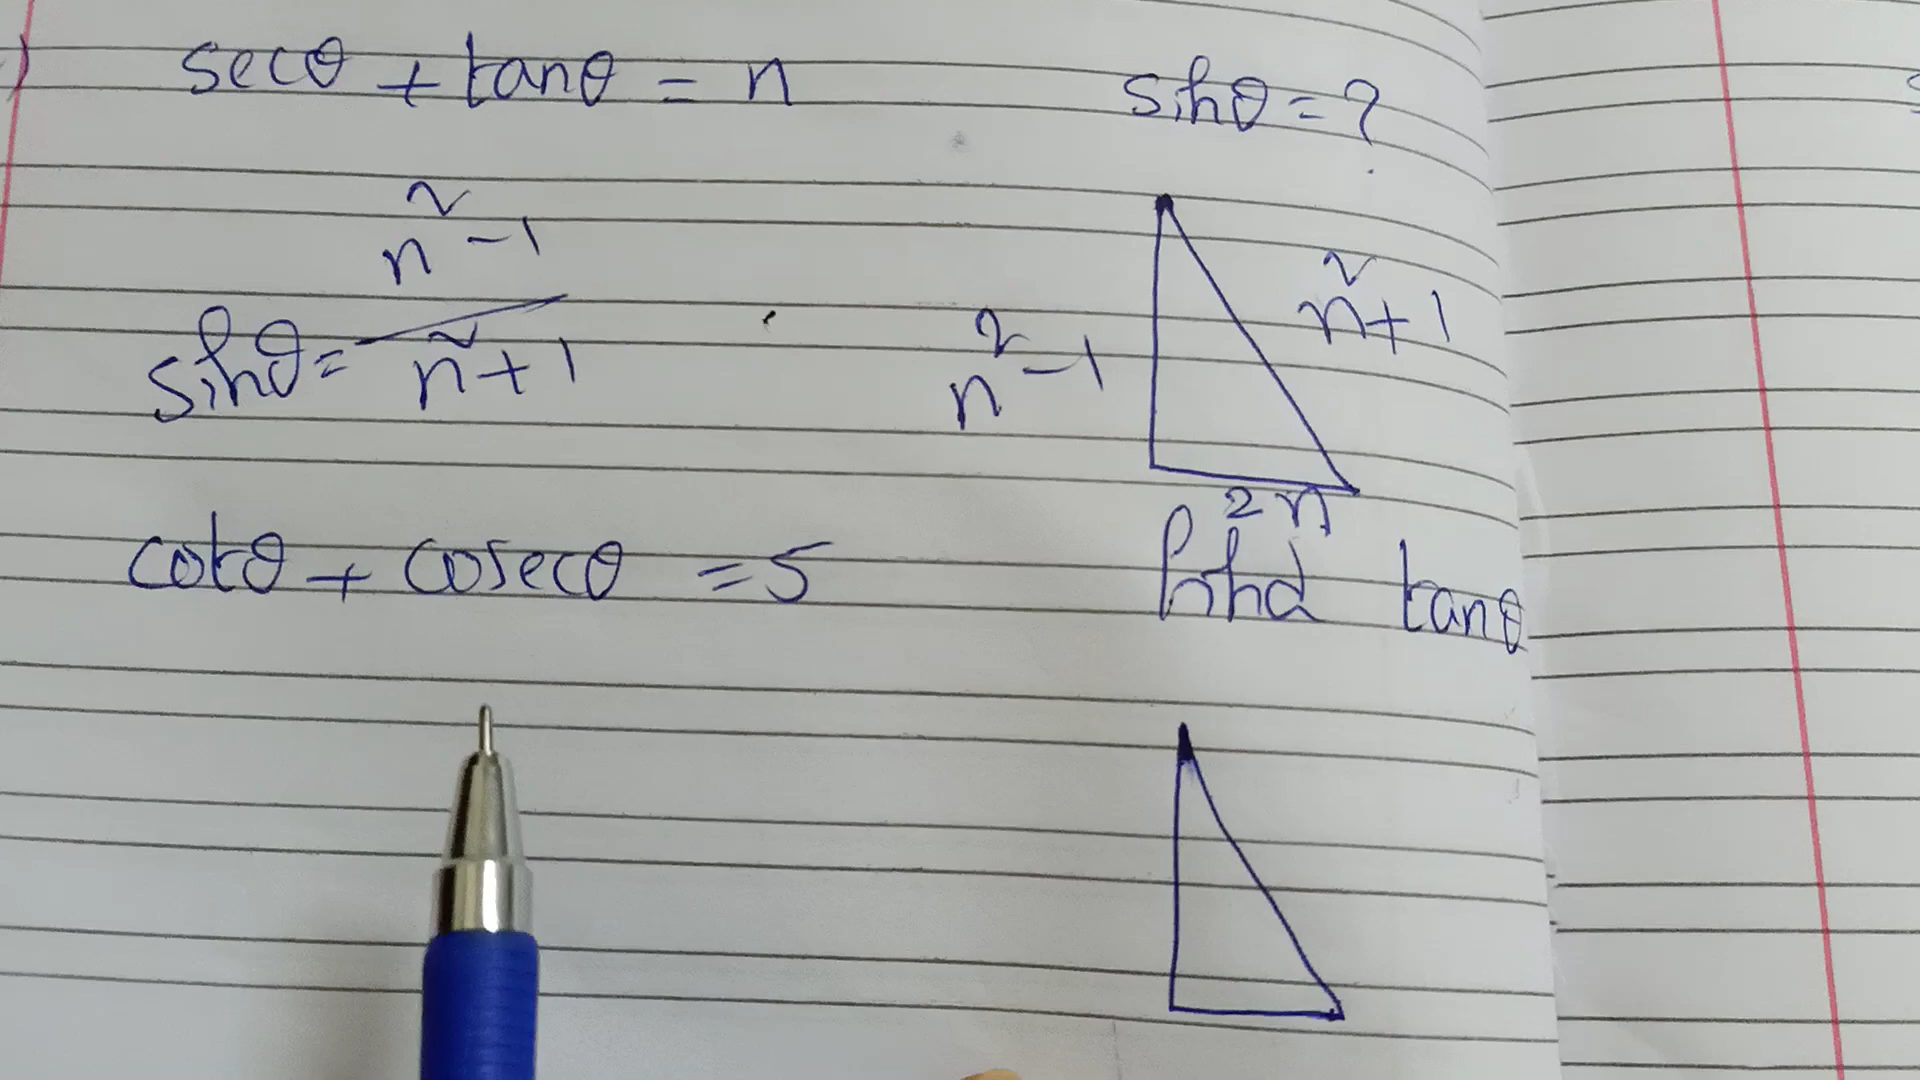 )
secθ + tanθ = n
sinθ = ?
n² - 1
sinθ = n² + 1
n² - 1
n² + 1
2n
cotθ + cosecθ = 5
find tanθ